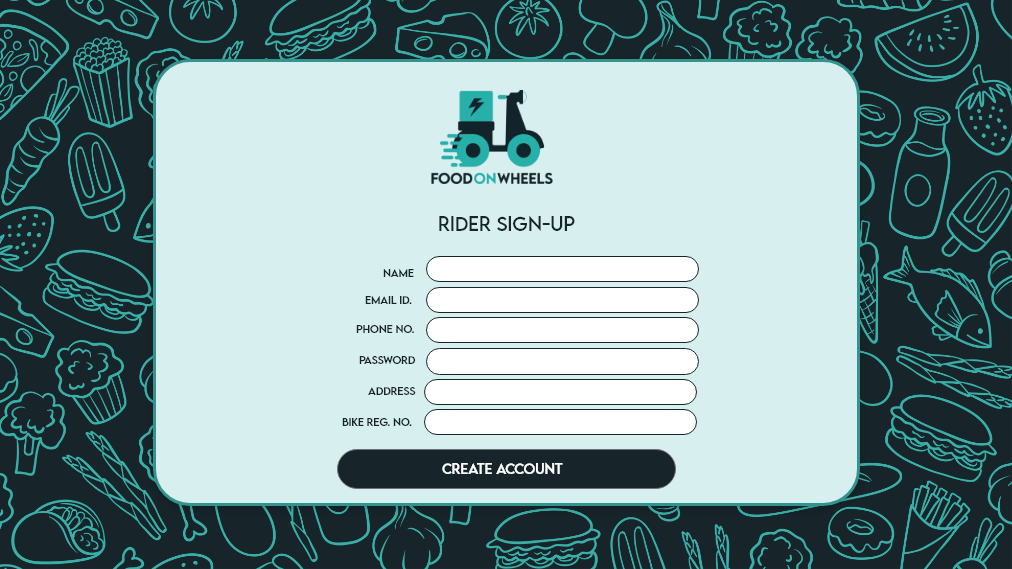 FOODONWHEELS
RIDER SIGN-UP
NAME
EMAIL ID.
PHONE NO.
PASSWORD
ADDRESS
BIKE REG. NO.
CREATE ACCOUNT